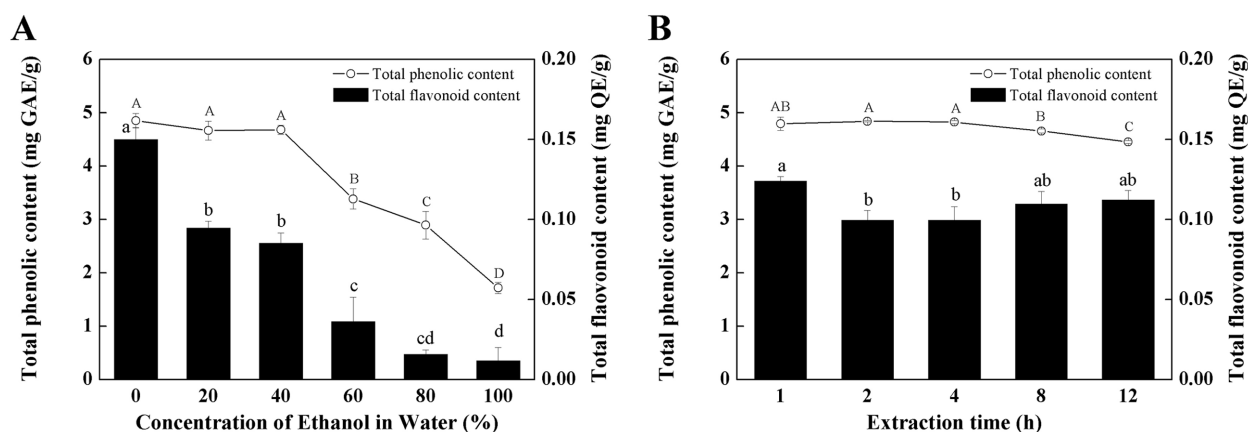 A
Total phenolic content (mg GAE/g)
6
5
4
3
2
1
0
Total phenolic content
Total flavonoid content
A
A
A
B
C
D
a
b
b
c
cd
d
0.20
0.15
0.10
0.05
0.00
Total flaovonoid content (mg QE/g)
0 20 40 60 80 100
Concentration of Ethanol in Water (%)
B
Total phenolic content (mg GAE/g)
6
5
4
3
2
1
0
Total phenolic content
Total flavonoid content
AB
A
A
B
C
a
b
b
ab
ab
0.20
0.15
0.10
0.05
0.00
Total flaovonoid content (mg QE/g)
1 2 4 8 12
Extraction time (h)